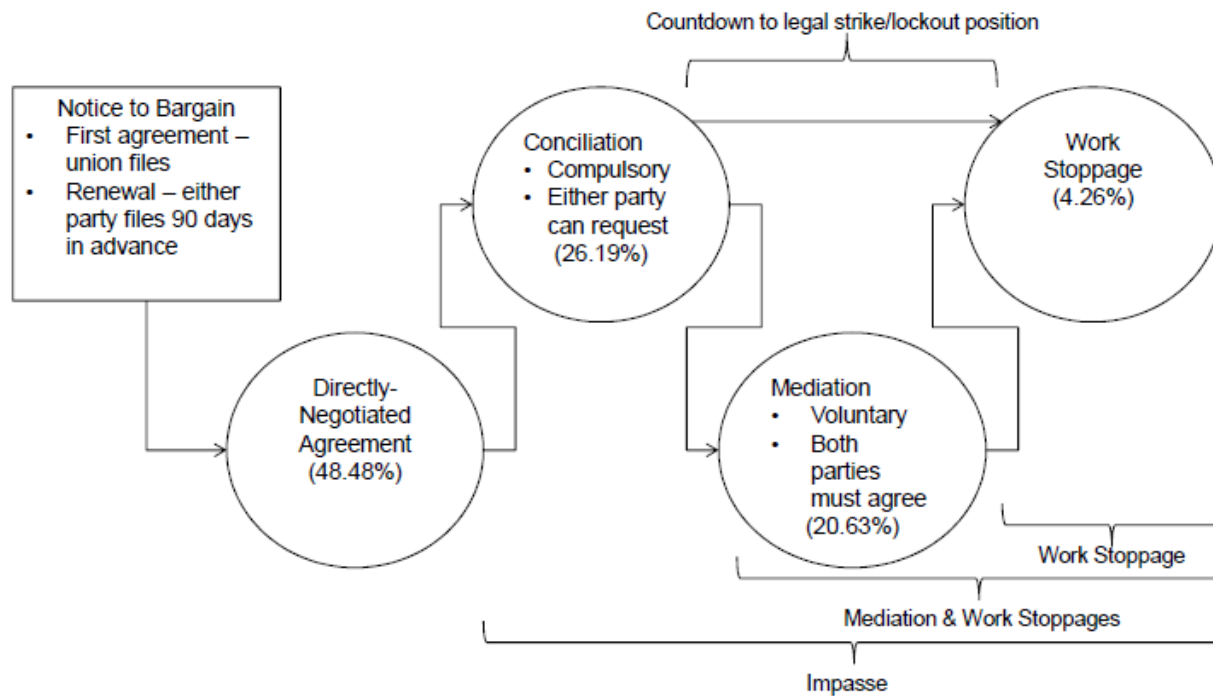 Countdown to legal strike/lockout position
Notice to Bargain
• First agreement –
union files
• Renewal – either
party files 90 days
in advance
Conciliation
• Compulsory
• Either party
can request
(26.19%)
Work
Stoppage
(4.26%)
Directly-
Negotiated
Agreement
(48.48%)
Mediation
• Voluntary
• Both
parties
must agree
(20.63%)
Work Stoppage
Mediation & Work Stoppages
Impasse